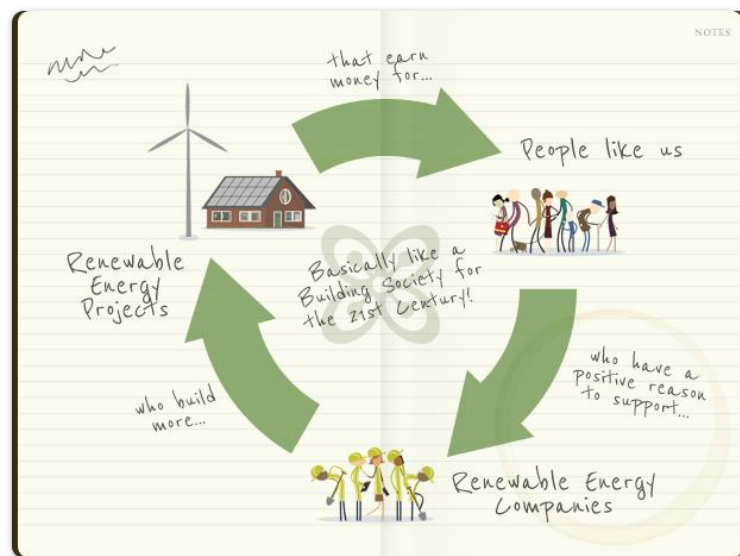 NOTES
that earn
money for...
People like us
Renewable
Energy
Projects
Basically like a
Building Society for
the 21st Century!
who have a
positive reason
to support...
who build
more...
Renewable Energy
Companies